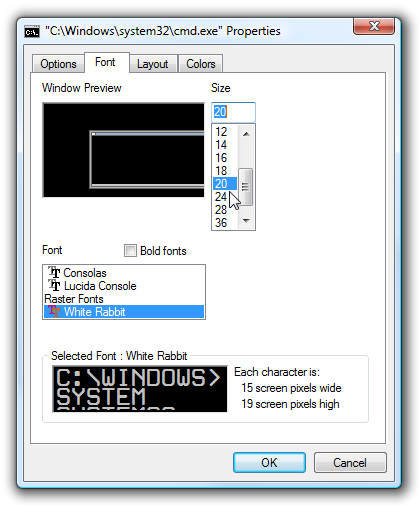 "C:\Windows\system32\cmd.exe" Properties
Options Font Layout Colors
Window Preview Size
20
12
14
16
18
20
24
28
36
Font Bold fonts
Consolas
Lucida Console
Raster Fonts
White Rabbit
Selected Font : White Rabbit
C:\WINDOWS>
SYSTEM
Each character is:
15 screen pixels wide
19 screen pixels high
OK Cancel